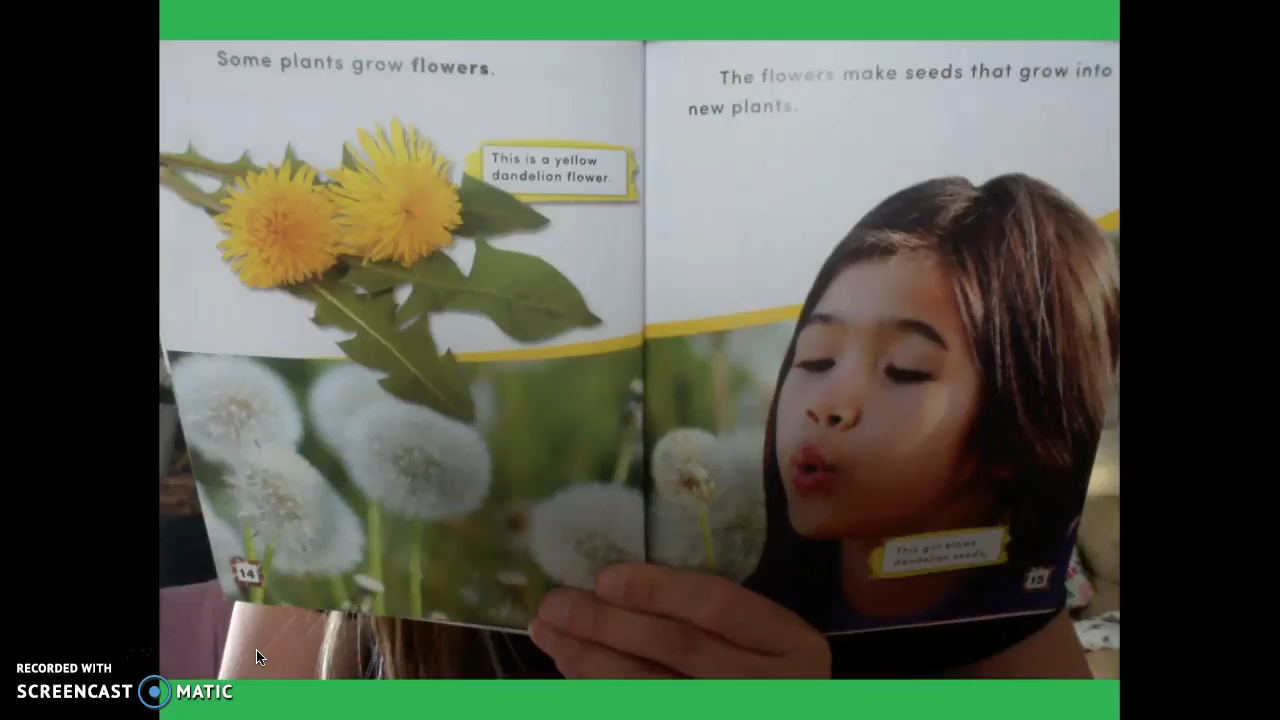 Some plants grow flowers.
This is a yellow
dandelion flower.
14
The flowers make seeds that grow into
new plants.
This girl blows
dandelion seeds.
15
RECORDED WITH
SCREENCAST MATIC